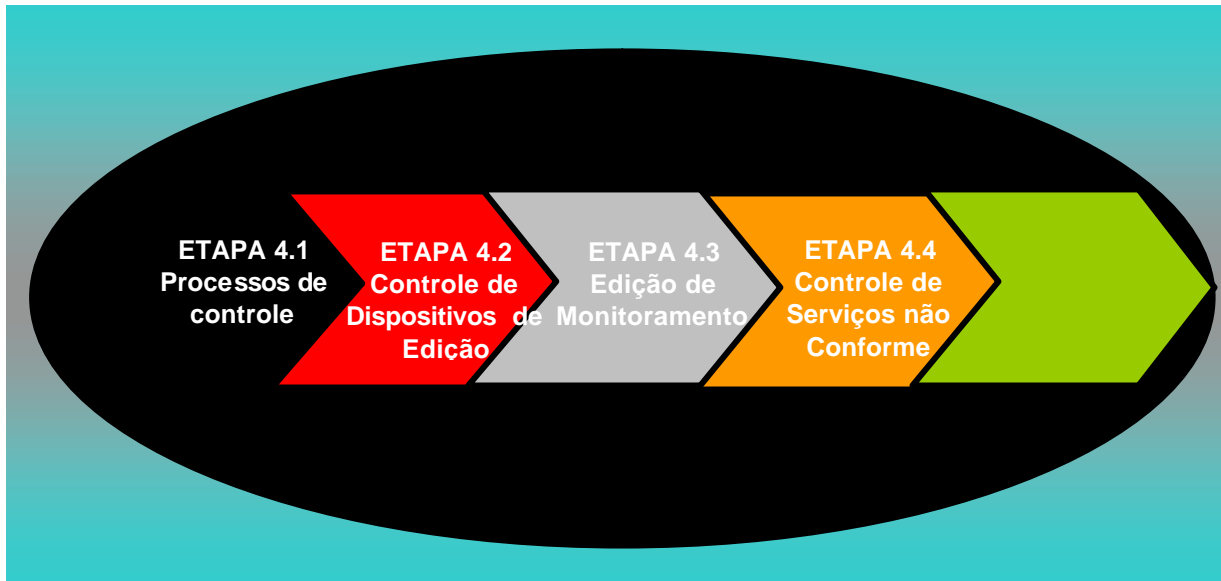 ETAPA 4.1
Processos de
controle
ETAPA 4.2
Controle de
Dispositivos de
Edição
ETAPA 4.3
Edição de
Monitoramento
ETAPA 4.4
Controle de
Serviços não
Conforme